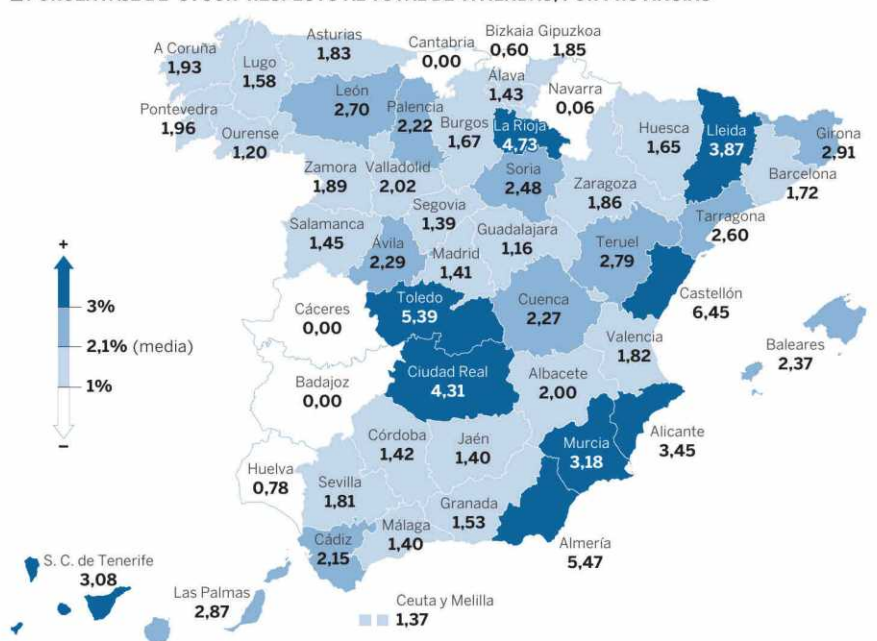 A Coruña
1,93
Lugo
1,58
Asturias
1,83
Cantabria
0,00
Bizkaia
0,60
Gipuzkoa
1,85
Álava
1,43
Navarra
0,06
Pontevedra
1,96
Ourense
1,20
León
2,70
Palencia
2,22
Burgos
1,67
La Rioja
4,73
Huesca
1,65
Lleida
3,87
Girona
2,91
Barcelona
1,72
Zamora
1,89
Valladolid
2,02
Soria
2,48
Zaragoza
1,86
Tarragona
2,60
Salamanca
1,45
Segovia
1,39
Ávila
2,29
Madrid
1,41
Guadalajara
1,16
Teruel
2,79
Castellón
6,45
+
3%
2,1% (media)
1%
−
Cáceres
0,00
Toledo
5,39
Cuenca
2,27
Valencia
1,82
Baleares
2,37
Badajoz
0,00
Ciudad Real
4,31
Albacete
2,00
Alicante
3,45
Murcia
3,18
Huelva
0,78
Sevilla
1,81
Córdoba
1,42
Jaén
1,40
Granada
1,53
Almería
5,47
Cádiz
2,15
Málaga
1,40
S. C. de Tenerife
3,08
Las Palmas
2,87
Ceuta y Melilla
1,37